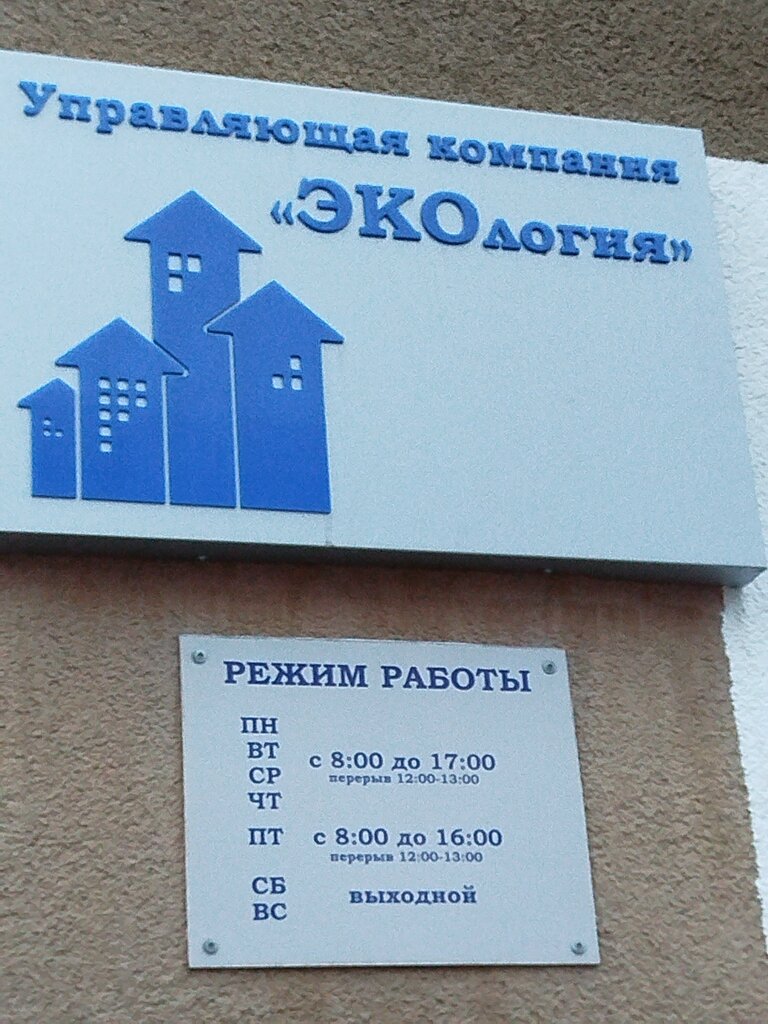 Управляющая компания
«ЭКОлогия»
РЕЖИМ РАБОТЫ
ПН
ВТ
с 8:00 до 17:00
СР
перерыв 12:00-13:00
ЧТ
ПТ с 8:00 до 16:00
перерыв 12:00-13:00
СБ
выходной
ВС